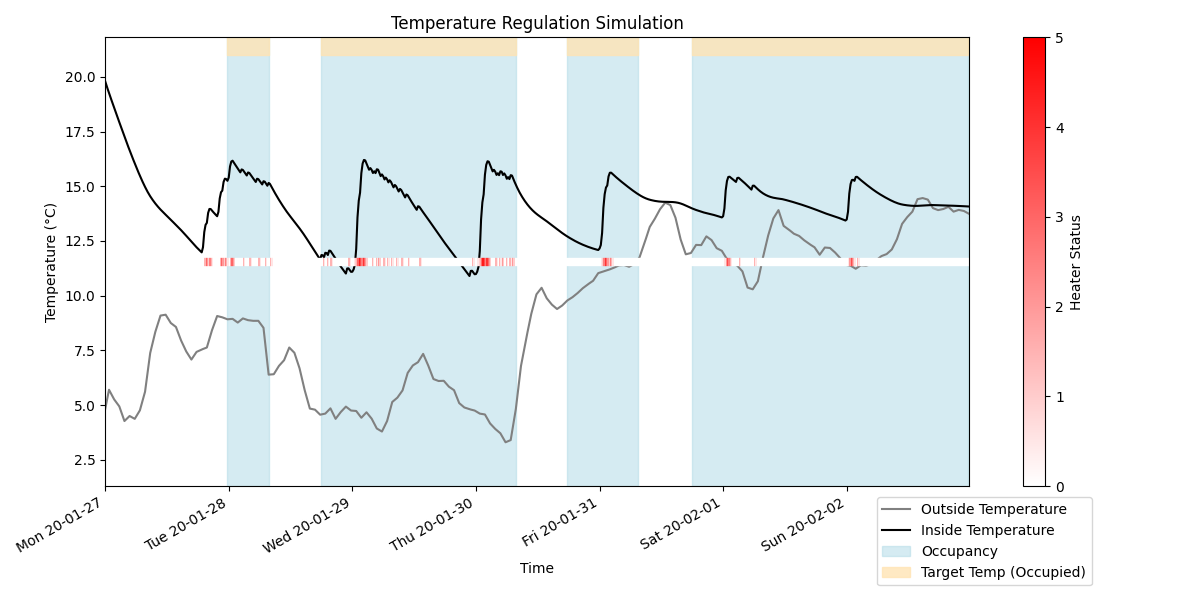 Temperature Regulation Simulation
20.0
17.5
15.0
12.5
10.0
7.5
5.0
2.5
Temperature (°C)
Mon 20-01-27
Tue 20-01-28
Wed 20-01-29
Thu 20-01-30
Fri 20-01-31
Sat 20-02-01
Sun 20-02-02
Time
5
4
3
2
1
0
Heater Status
Outside Temperature
Inside Temperature
Occupancy
Target Temp (Occupied)